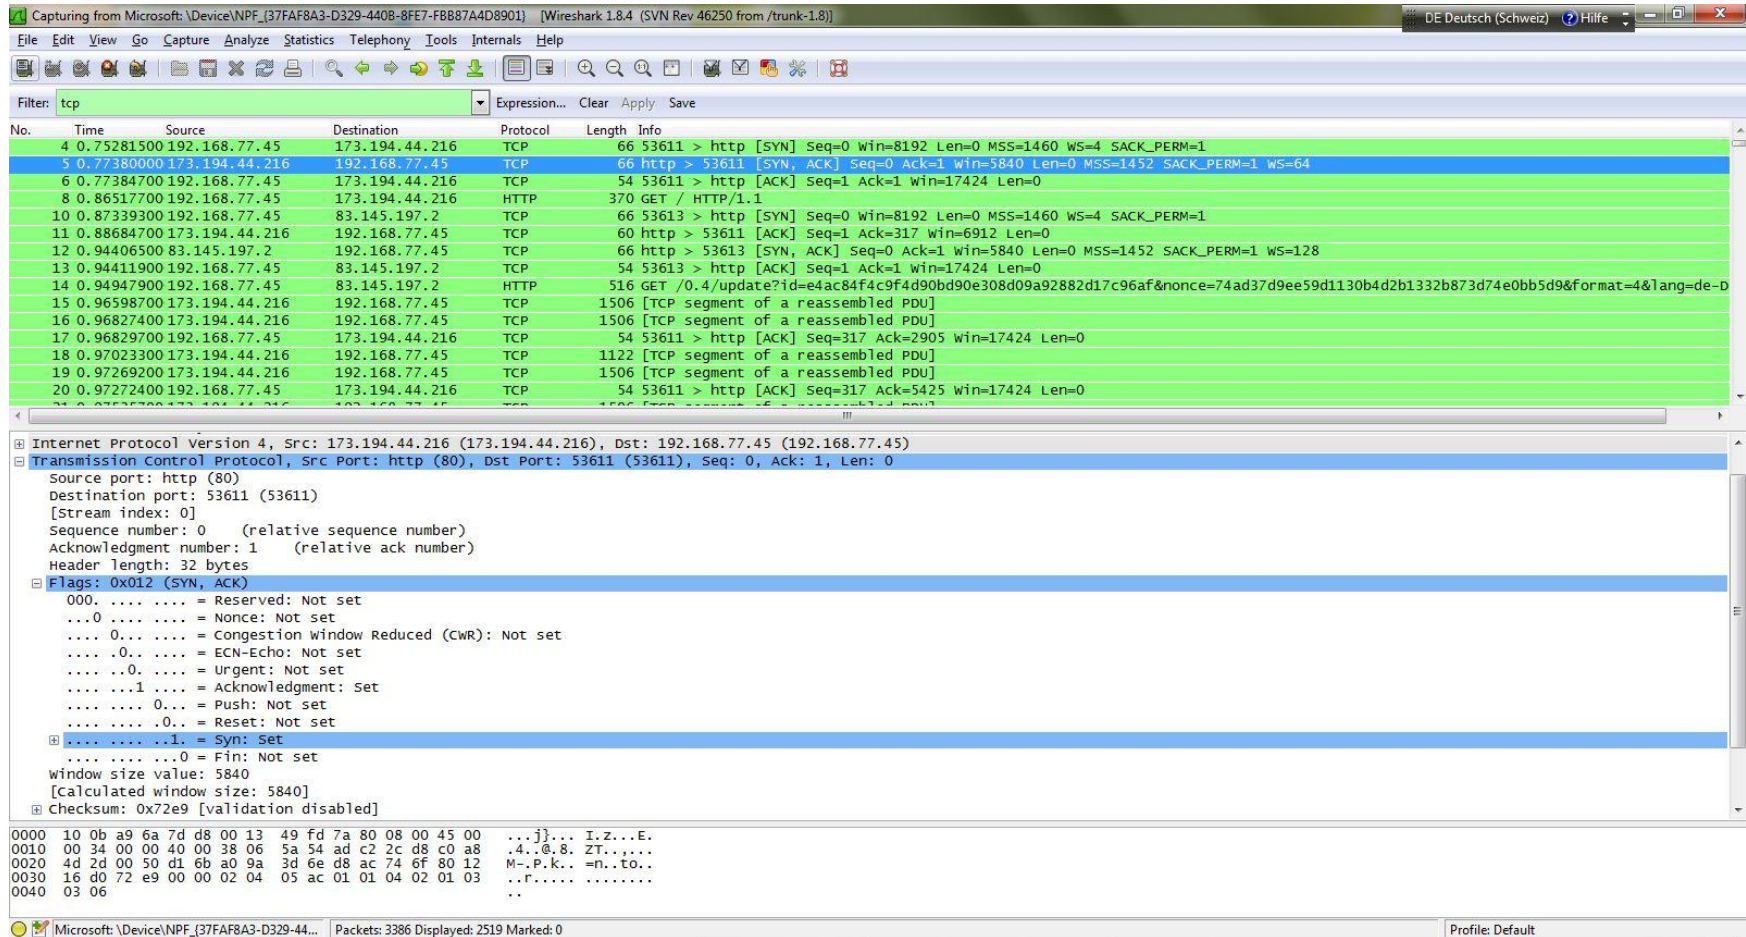 Capturing from Microsoft: \Device\NPF_{37FAF8A3-D329-440B-8FE7-FBB87A4D8901} [Wireshark 1.8.4 (SVN Rev 46250 from /trunk-1.8)]
DE Deutsch (Schweiz) ? Hilfe
File Edit View Go Capture Analyze Statistics Telephony Tools Internals Help
Filter: tcp Expression... Clear Apply Save
No. Time Source Destination Protocol Length Info
4 0.75281500 192.168.77.45 173.194.44.216 TCP 66 53611 > http [SYN] Seq=0 Win=8192 Len=0 MSS=1460 WS=4 SACK_PERM=1
5 0.77380000 173.194.44.216 192.168.77.45 TCP 66 http > 53611 [SYN, ACK] Seq=0 Ack=1 Win=5840 Len=0 MSS=1452 SACK_PERM=1 WS=64
6 0.77384700 192.168.77.45 173.194.44.216 TCP 54 53611 > http [ACK] Seq=1 Ack=1 Win=17424 Len=0
8 0.86517700 192.168.77.45 173.194.44.216 HTTP 370 GET / HTTP/1.1
10 0.87339300 192.168.77.45 83.145.197.2 TCP 66 53613 > http [SYN] Seq=0 Win=8192 Len=0 MSS=1460 WS=4 SACK_PERM=1
11 0.88684700 173.194.44.216 192.168.77.45 TCP 60 http > 53611 [ACK] Seq=1 Ack=317 Win=6912 Len=0
12 0.94406500 83.145.197.2 192.168.77.45 TCP 66 http > 53613 [SYN, ACK] Seq=0 Ack=1 Win=5840 Len=0 MSS=1452 SACK_PERM=1 WS=128
13 0.94411900 192.168.77.45 83.145.197.2 TCP 54 53613 > http [ACK] Seq=1 Ack=1 Win=17424 Len=0
14 0.94947900 192.168.77.45 83.145.197.2 HTTP 516 GET /0.4/update?id=e4ac84f4c9f4d90bd90e308d09a92882d17c96af&nonce=74ad37d9ee59d1130b4d2b1332b873d74e0bb5d9&format=4&lang=de-D
15 0.96598700 173.194.44.216 192.168.77.45 TCP 1506 [TCP segment of a reassembled PDU]
16 0.96827400 173.194.44.216 192.168.77.45 TCP 1506 [TCP segment of a reassembled PDU]
17 0.96829700 192.168.77.45 173.194.44.216 TCP 54 53611 > http [ACK] Seq=317 Ack=2905 Win=17424 Len=0
18 0.97023300 173.194.44.216 192.168.77.45 TCP 1122 [TCP segment of a reassembled PDU]
19 0.97269200 173.194.44.216 192.168.77.45 TCP 1506 [TCP segment of a reassembled PDU]
20 0.97272400 192.168.77.45 173.194.44.216 TCP 54 53611 > http [ACK] Seq=317 Ack=5425 Win=17424 Len=0
Internet Protocol Version 4, Src: 173.194.44.216 (173.194.44.216), Dst: 192.168.77.45 (192.168.77.45)
Transmission Control Protocol, Src Port: http (80), Dst Port: 53611 (53611), Seq: 0, Ack: 1, Len: 0
Source port: http (80)
Destination port: 53611 (53611)
[Stream index: 0]
Sequence number: 0 (relative sequence number)
Acknowledgment number: 1 (relative ack number)
Header length: 32 bytes
Flags: 0x012 (SYN, ACK)
000. .... .... = Reserved: Not set
...0 .... .... = Nonce: Not set
.... 0... .... = Congestion Window Reduced (CWR): Not set
.... .0.. .... = ECN-Echo: Not set
.... ..0. .... = Urgent: Not set
.... ...1 .... = Acknowledgment: Set
.... .... 0... = Push: Not set
.... .... .0.. = Reset: Not set
.... .... ..1. = Syn: Set
.... .... ...0 = Fin: Not set
Window size value: 5840
[Calculated window size: 5840]
Checksum: 0x72e9 [validation disabled]
0000 10 0b a9 6a 7d d8 00 13 49 fd 7a 80 08 00 45 00 ...j}... I.z...E.
0010 00 34 00 00 40 00 38 06 5a 54 ad c2 2c d8 c0 a8 .4..@.8. ZT..,...
0020 4d 2d 00 50 d1 6b a0 9a 3d 6e d8 ac 74 6f 80 12 M-.P.k.. =n..to..
0030 16 d0 72 e9 00 00 02 04 05 ac 01 01 04 02 01 03 ..r..... ........
0040 03 06 ..
Microsoft: \Device\NPF_{37FAF8A3-D329-44... Packets: 3386 Displayed: 2519 Marked: 0 Profile: Default